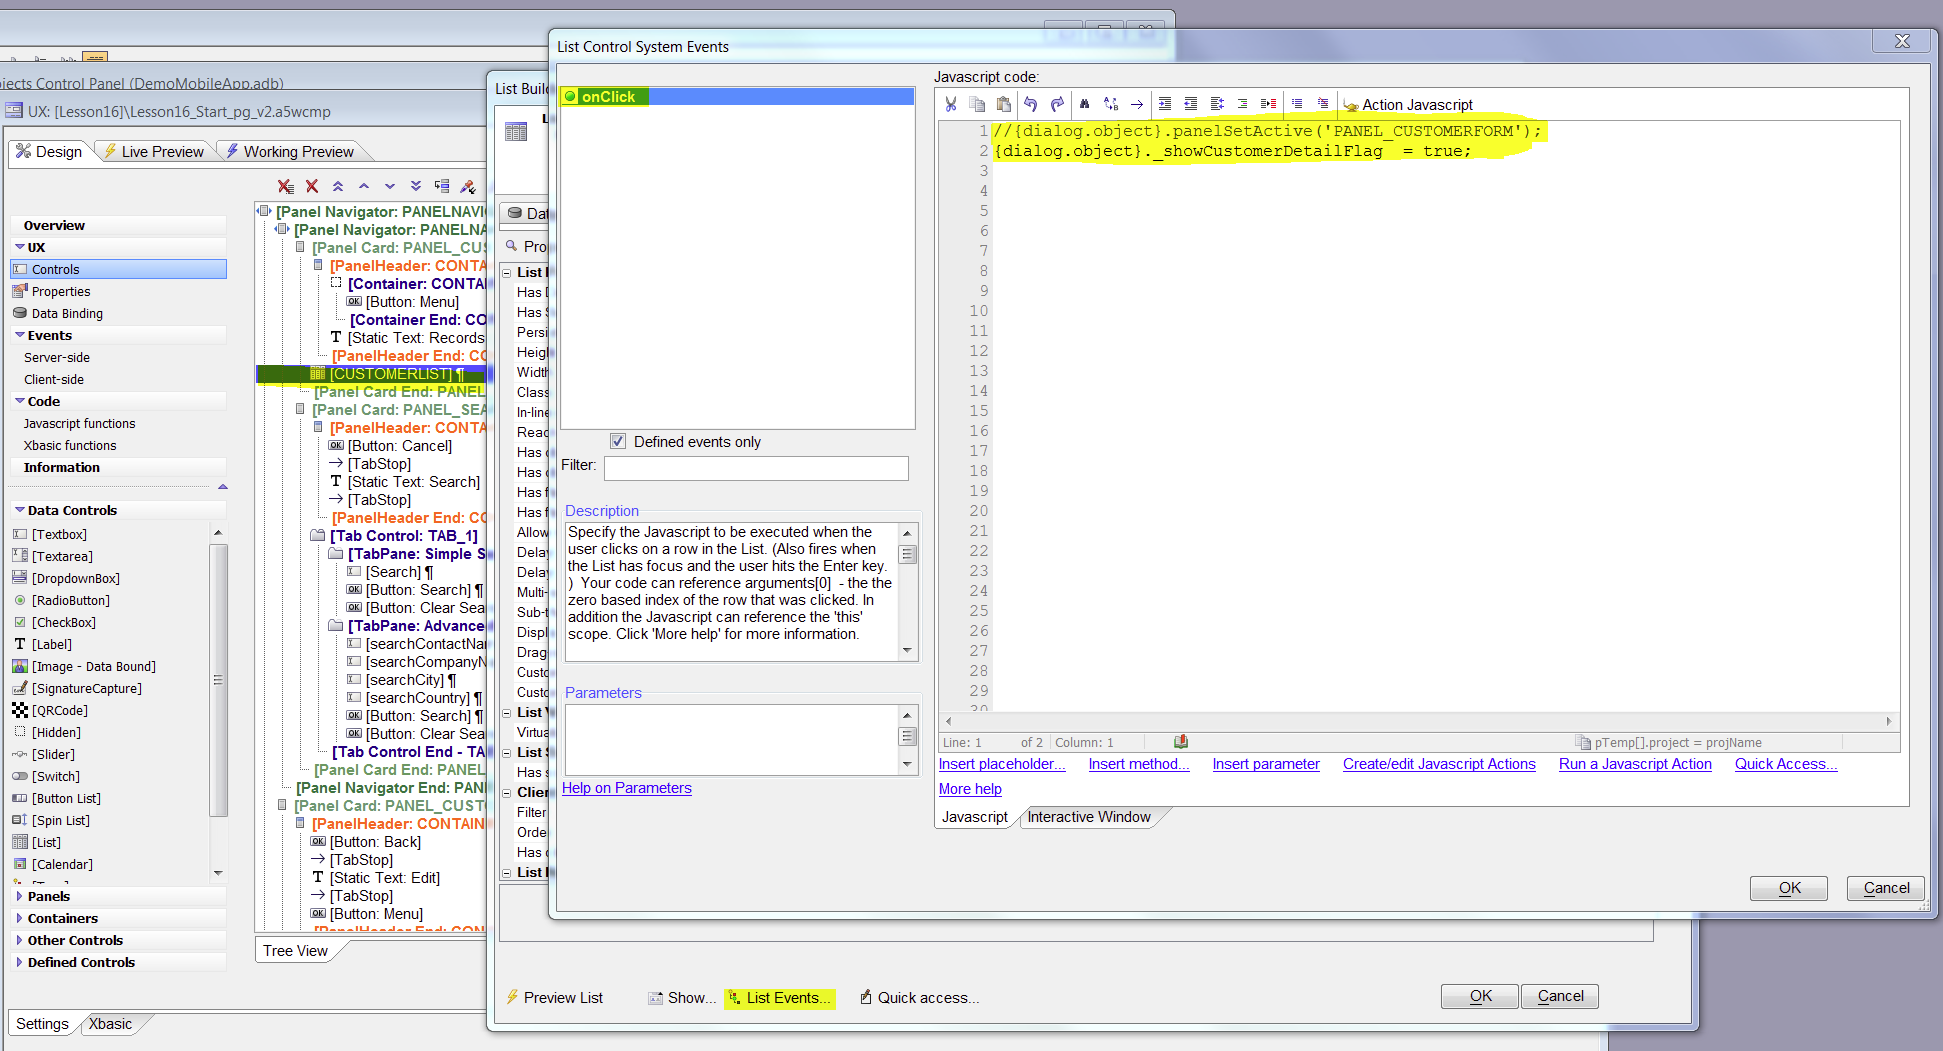 ojects Control Panel (DemoMobileApp.adb)
UX: [Lesson16]\Lesson16_Start_pg_v2.a5wcmp
Design
Live Preview
Working Preview
Overview
UX
Controls
Properties
Data Binding
Events
Server-side
Client-side
Code
Javascript functions
Xbasic functions
Information
Data Controls
[Textbox]
[Textarea]
[DropdownBox]
[RadioButton]
[CheckBox]
[Label]
[Image - Data Bound]
[SignatureCapture]
[QRCode]
[Hidden]
[Slider]
[Switch]
[Button List]
[Spin List]
[List]
[Calendar]
Panels
Containers
Other Controls
Defined Controls
Settings
Xbasic
[Panel Navigator: PANELNAVI
[Panel Navigator: PANELNA
[Panel Card: PANEL_CUS
[PanelHeader: CONTA
[Container: CONTA
[Button: Menu]
[Container End: CO
[Static Text: Records
[PanelHeader End: CO
[CUSTOMERLIST] ¶
[Panel Card End: PANEL
[Panel Card: PANEL_SEA
[PanelHeader: CONTA
[Button: Cancel]
[TabStop]
[Static Text: Search]
[TabStop]
[PanelHeader End: CO
[Tab Control: TAB_1]
[TabPane: Simple S
[Search] ¶
[Button: Search] ¶
[Button: Clear Sea
[TabPane: Advance
[searchContactNa
[searchCompanyN
[searchCity] ¶
[searchCountry] ¶
[Button: Search] ¶
[Button: Clear Sea
[Tab Control End - TA
[Panel Card End: PANEL
[Panel Navigator End: PAN
[Panel Card: PANEL_CUST
[PanelHeader: CONTAIN
[Button: Back]
[TabStop]
[Static Text: Edit]
[TabStop]
[Button: Menu]
[PanelHeader End: CON
Tree View
List Buil
Dat
Pro
List
Has
Has
Persi
Heigh
Width
Class
In-line
Read
Has
Has
Has f
Has f
Allow
Delay
Delay
Multi-
Sub-t
Displ
Drag
Custo
Custo
List
Virtua
List S
Has s
Clien
Filter
Orde
Has
List
Preview List
Show...
List Events...
Quick access...
OK
Cancel
List Control System Events
onClick
Defined events only
Filter:
Description
Specify the Javascript to be executed when the
user clicks on a row in the List. (Also fires when
the List has focus and the user hits the Enter key.
) Your code can reference arguments[0] - the the
zero based index of the row that was clicked. In
addition the Javascript can reference the 'this'
scope. Click 'More help' for more information.
Parameters
Help on Parameters
Javascript code:
Action Javascript
1 //{dialog.object}.panelSetActive('PANEL_CUSTOMERFORM');
2 {dialog.object}._showCustomerDetailFlag = true;
3
4
5
6
7
8
9
10
11
12
13
14
15
16
17
18
19
20
21
22
23
24
25
26
27
28
29
30
Line: 1 of 2 Column: 1 pTemp[].project = projName
Insert placeholder... Insert method... Insert parameter Create/edit Javascript Actions Run a Javascript Action Quick Access...
More help
Javascript
Interactive Window
OK
Cancel